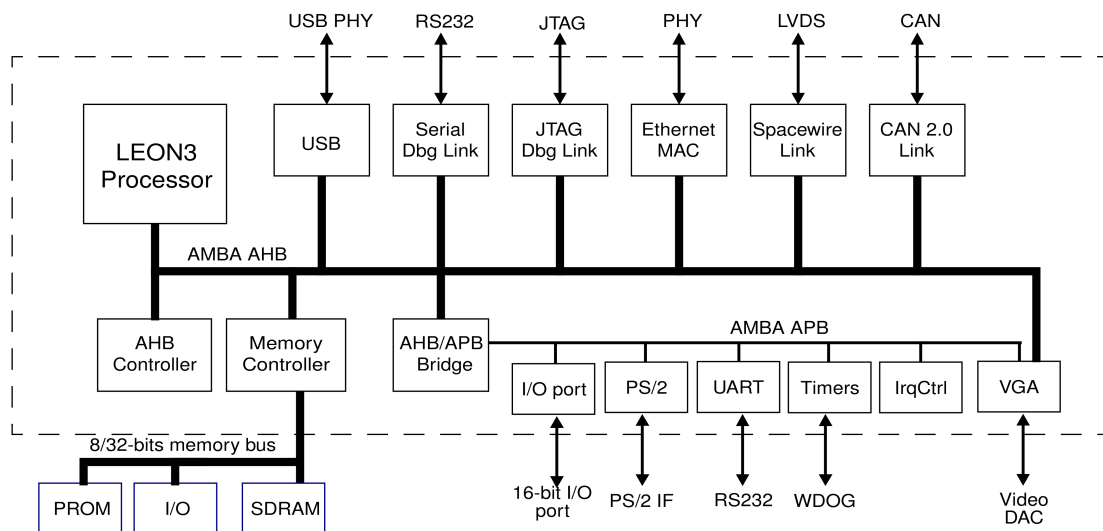 USB PHY
RS232
JTAG
PHY
LVDS
CAN
LEON3
Processor
USB
Serial
Dbg Link
JTAG
Dbg Link
Ethernet
MAC
Spacewire
Link
CAN 2.0
Link
AMBA AHB
AHB
Controller
Memory
Controller
AHB/APB
Bridge
AMBA APB
I/O port
PS/2
UART
Timers
IrqCtrl
VGA
8/32-bits memory bus
PROM
I/O
SDRAM
16-bit I/O
port
PS/2 IF
RS232
WDOG
Video
DAC